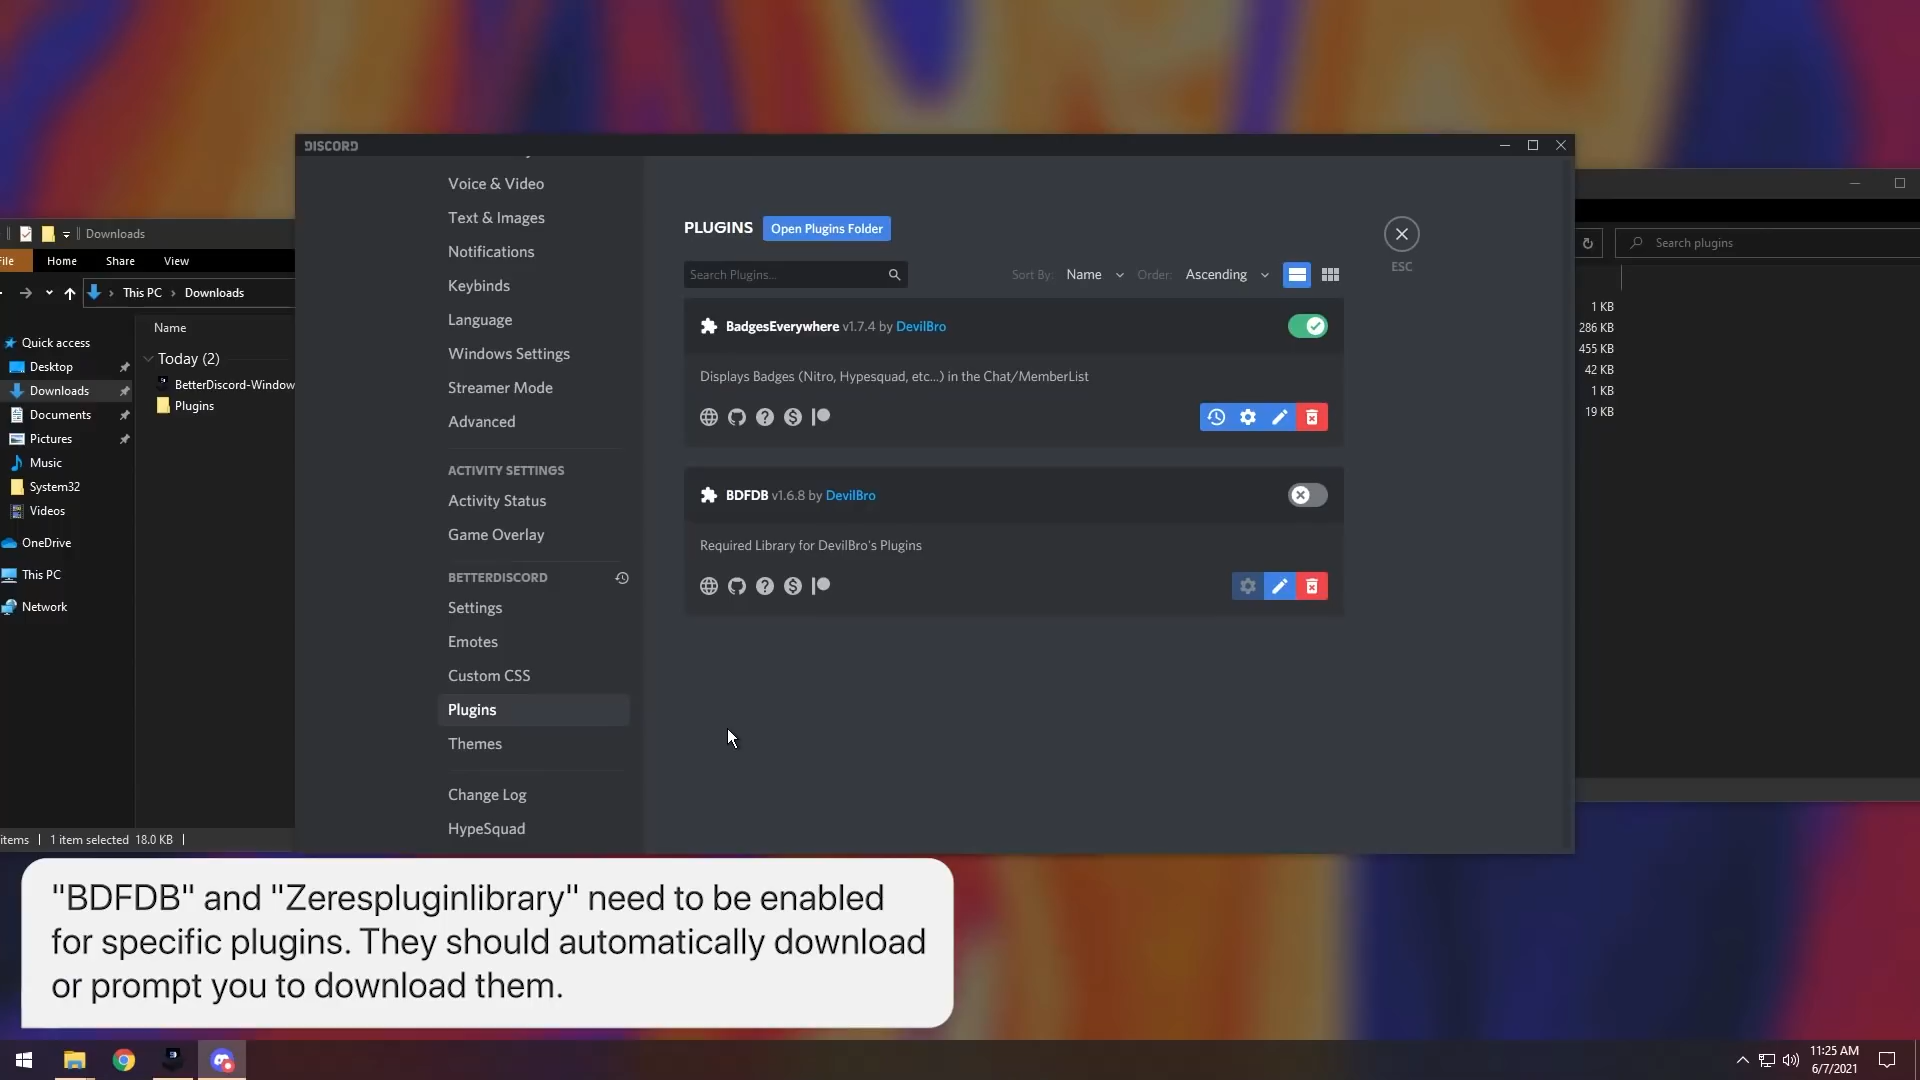 DISCORD
Voice & Video
Text & Images
Notifications
Keybinds
Language
Windows Settings
Streamer Mode
Advanced
ACTIVITY SETTINGS
Activity Status
Game Overlay
BETTERDISCORD
Settings
Emotes
Custom CSS
Plugins
Themes
Change Log
HypeSquad
PLUGINS
Open Plugins Folder
ESC
Search Plugins...
Sort By: Name Order: Ascending
BadgesEverywhere v1.7.4 by DevilBro
Displays Badges (Nitro, Hypesquad, etc...) in the Chat/MemberList
BDFDB v1.6.8 by DevilBro
Required Library for DevilBro's Plugins
Downloads
File Home Share View
This PC › Downloads
Name
Quick access
Desktop
Downloads
Documents
Pictures
Music
System32
Videos
OneDrive
This PC
Network
Today (2)
BetterDiscord-Window
Plugins
items 1 item selected 18.0 KB
Search plugins
1 KB
286 KB
455 KB
42 KB
1 KB
19 KB
"BDFDB" and "Zerespluginlibrary" need to be enabled
for specific plugins. They should automatically download
or prompt you to download them.
11:25 AM
6/7/2021